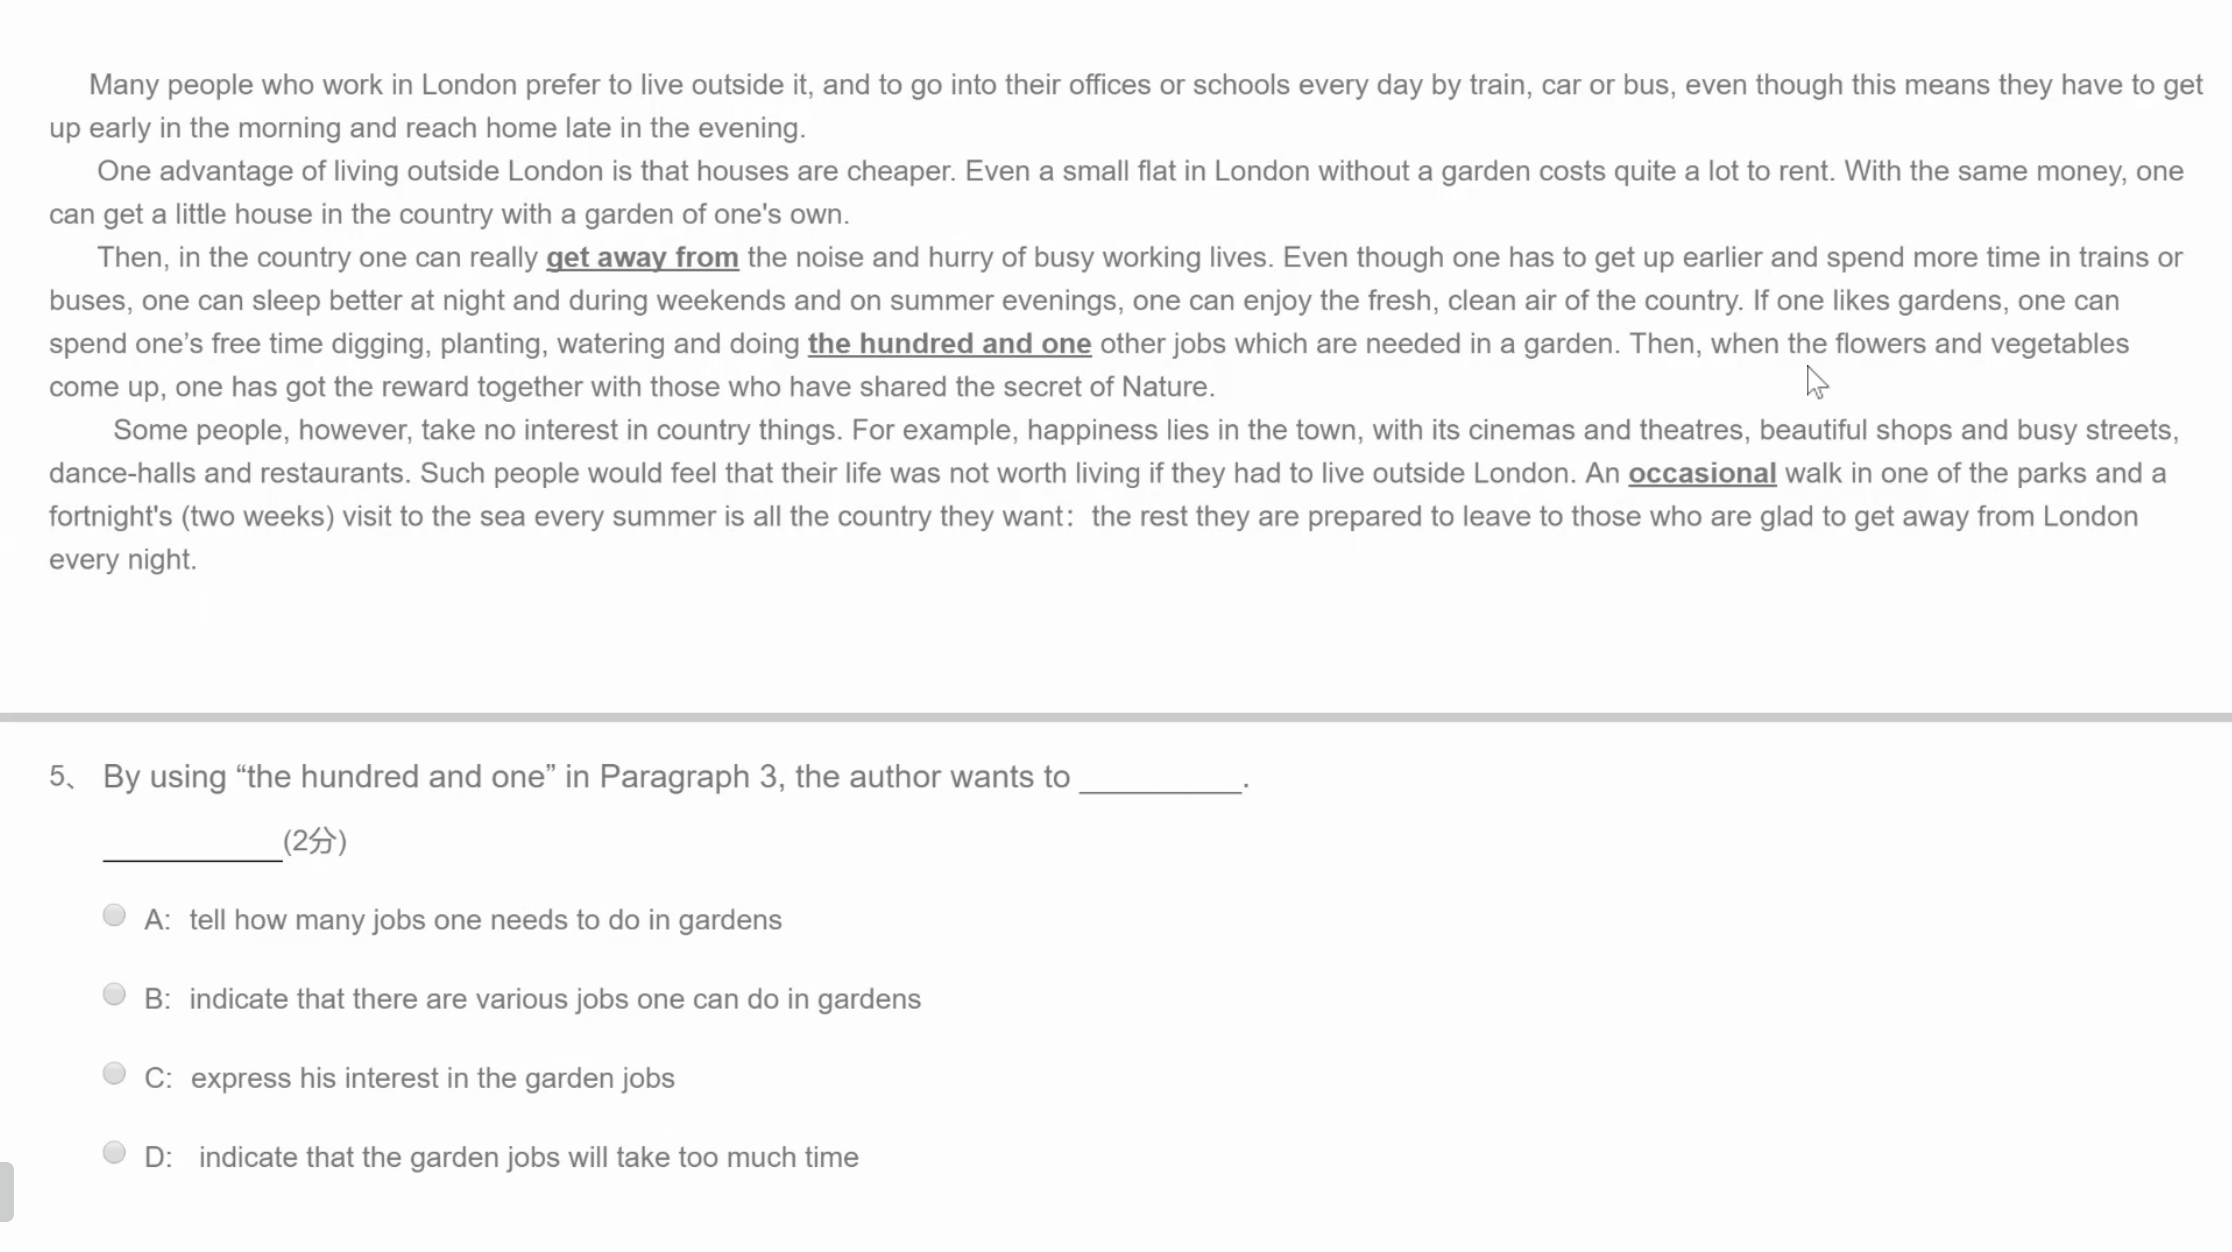 Many people who work in London prefer to live outside it, and to go into their offices or schools every day by train, car or bus, even though this means they have to get
up early in the morning and reach home late in the evening.
One advantage of living outside London is that houses are cheaper. Even a small flat in London without a garden costs quite a lot to rent. With the same money, one
can get a little house in the country with a garden of one's own.
Then, in the country one can really get away from the noise and hurry of busy working lives. Even though one has to get up earlier and spend more time in trains or
buses, one can sleep better at night and during weekends and on summer evenings, one can enjoy the fresh, clean air of the country. If one likes gardens, one can
spend one’s free time digging, planting, watering and doing the hundred and one other jobs which are needed in a garden. Then, when the flowers and vegetables
come up, one has got the reward together with those who have shared the secret of Nature.
Some people, however, take no interest in country things. For example, happiness lies in the town, with its cinemas and theatres, beautiful shops and busy streets,
dance-halls and restaurants. Such people would feel that their life was not worth living if they had to live outside London. An occasional walk in one of the parks and a
fortnight's (two weeks) visit to the sea every summer is all the country they want：the rest they are prepared to leave to those who are glad to get away from London
every night.
5、 By using “the hundred and one” in Paragraph 3, the author wants to _________.
__________(2分)
A: tell how many jobs one needs to do in gardens
B: indicate that there are various jobs one can do in gardens
C: express his interest in the garden jobs
D: indicate that the garden jobs will take too much time